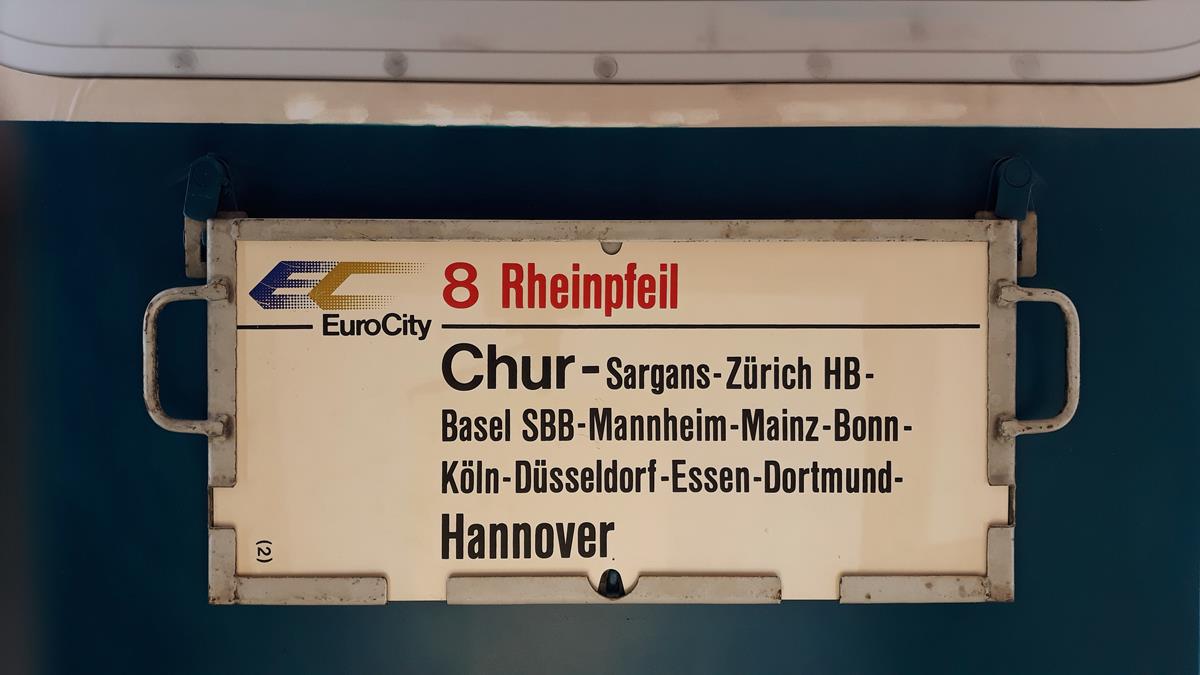 EC 8 Rheinpfeil
EuroCity
Chur-Sargans-Zürich HB-
Basel SBB-Mannheim-Mainz-Bonn-
Köln-Düsseldorf-Essen-Dortmund-
Hannover
(2)